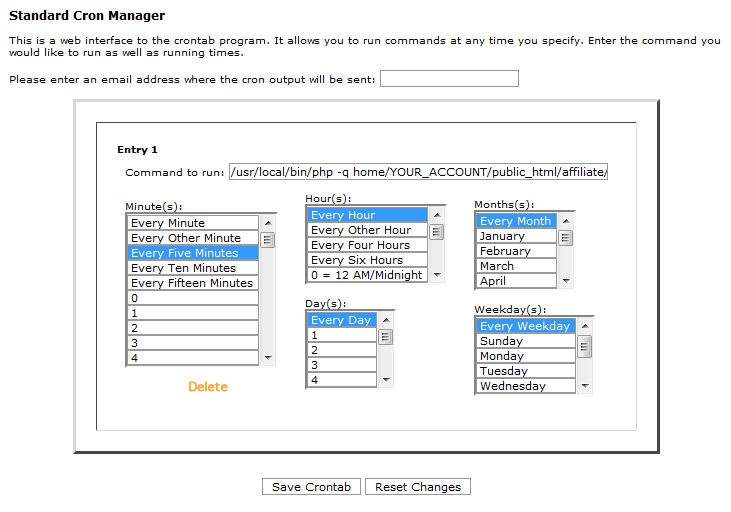 Standard Cron Manager
This is a web interface to the crontab program. It allows you to run commands at any time you specify. Enter the command you
would like to run as well as running times.
Please enter an email address where the cron output will be sent:
Entry 1
Command to run: /usr/local/bin/php -q home/YOUR_ACCOUNT/public_html/affiliate/
Minute(s):
Every Minute
Every Other Minute
Every Five Minutes
Every Ten Minutes
Every Fifteen Minutes
0
1
2
3
4
Delete
Hour(s):
Every Hour
Every Other Hour
Every Four Hours
Every Six Hours
0 = 12 AM/Midnight
Day(s):
Every Day
1
2
3
4
Months(s):
Every Month
January
February
March
April
Weekday(s):
Every Weekday
Sunday
Monday
Tuesday
Wednesday
Save Crontab Reset Changes